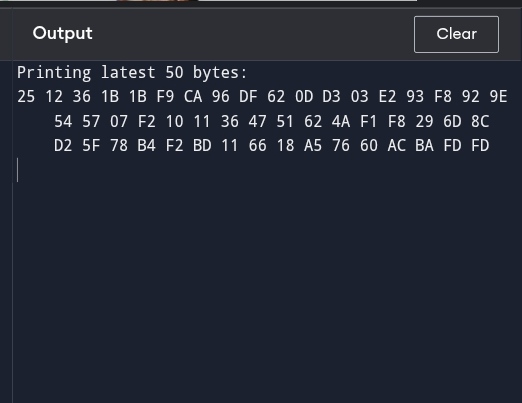 Output
Clear
Printing latest 50 bytes:
25 12 36 1B 1B F9 CA 96 DF 62 0D D3 03 E2 93 F8 92 9E
54 57 07 F2 10 11 36 47 51 62 4A F1 F8 29 6D 8C
D2 5F 78 B4 F2 BD 11 66 18 A5 76 60 AC BA FD FD